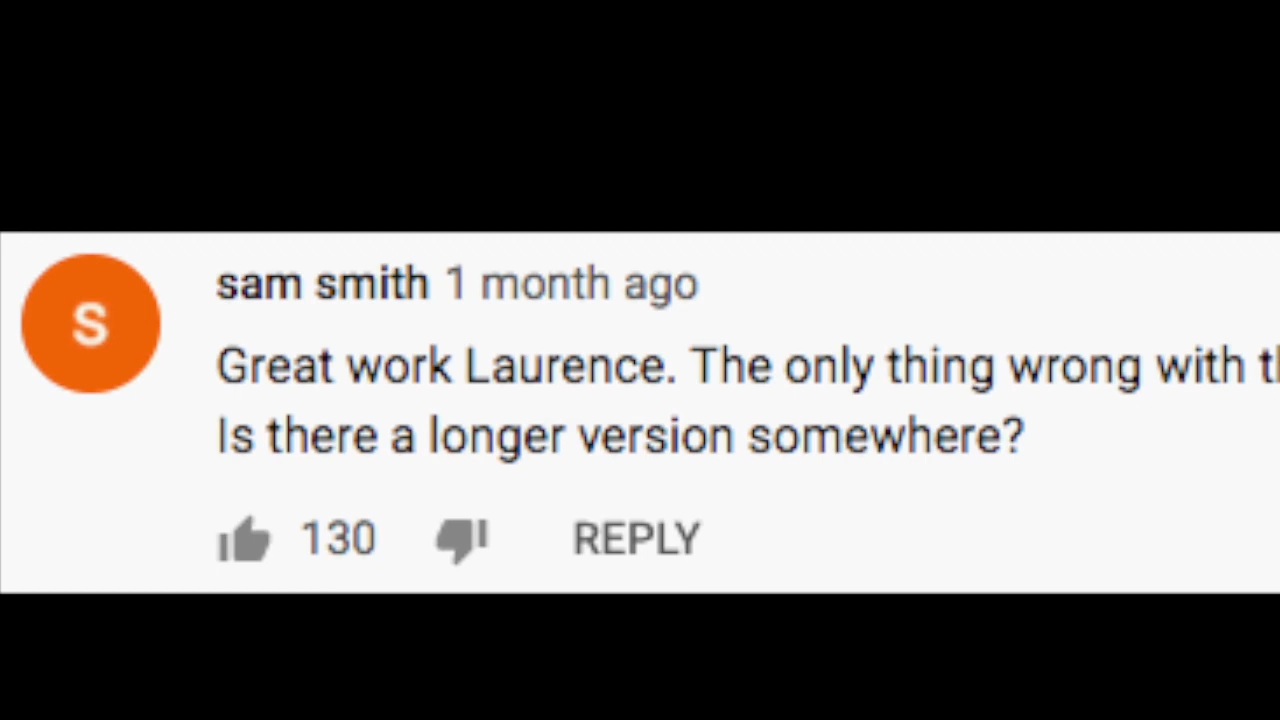 S
sam smith 1 month ago
Great work Laurence. The only thing wrong with
Is there a longer version somewhere?
130 REPLY